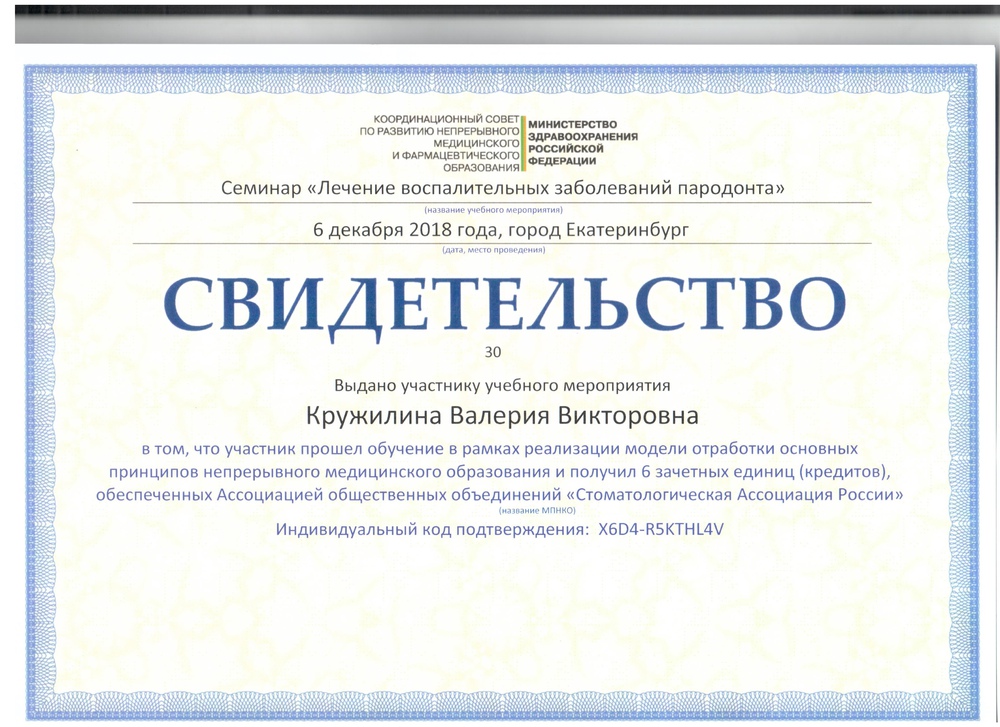 КООРДИНАЦИОННЫЙ СОВЕТ
ПО РАЗВИТИЮ НЕПРЕРЫВНОГО
МЕДИЦИНСКОГО
И ФАРМАЦЕВТИЧЕСКОГО
ОБРАЗОВАНИЯ
МИНИСТЕРСТВО
ЗДРАВООХРАНЕНИЯ
РОССИЙСКОЙ
ФЕДЕРАЦИИ
Семинар «Лечение воспалительных заболеваний пародонта»
(название учебного мероприятия)
6 декабря 2018 года, город Екатеринбург
(дата, место проведения)
СВИДЕТЕЛЬСТВО
30
Выдано участнику учебного мероприятия
Кружилина Валерия Викторовна
в том, что участник прошел обучение в рамках реализации модели отработки основных
принципов непрерывного медицинского образования и получил 6 зачетных единиц (кредитов),
обеспеченных Ассоциацией общественных объединений «Стоматологическая Ассоциация России»
(название МПНКО)
Индивидуальный код подтверждения: X6D4-R5KTHL4V